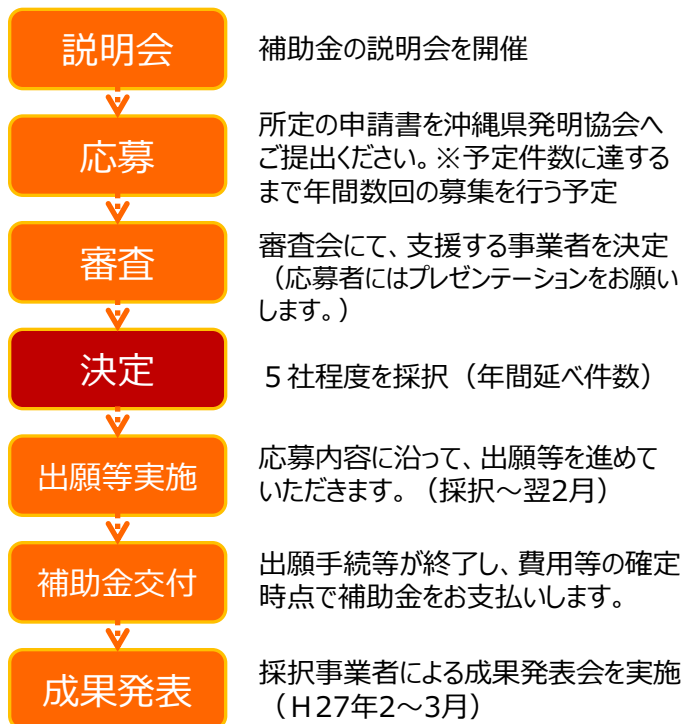 説明会
補助金の説明会を開催
応募
所定の申請書を沖縄県発明協会へ
ご提出ください。※予定件数に達する
まで年間数回の募集を行う予定
審査
審査会にて、支援する事業者を決定
（応募者にはプレゼンテーションをお願い
します。）
決定
５社程度を採択（年間延べ件数）
出願等実施
応募内容に沿って、出願等を進めて
いただきます。（採択～翌2月）
補助金交付
出願手続等が終了し、費用等の確定
時点で補助金をお支払いします。
成果発表
採択事業者による成果発表会を実施
（Ｈ27年2～3月）